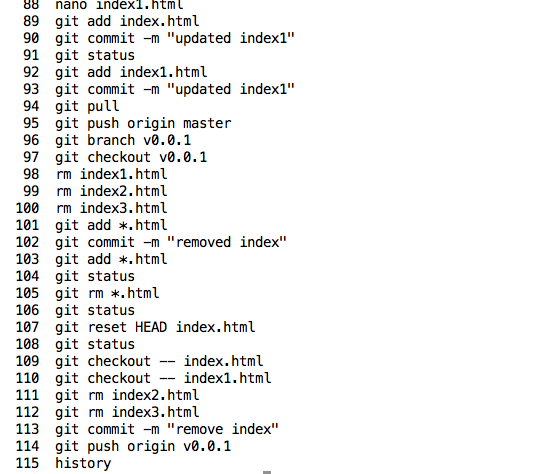 88 nano index1.html
89 git add index.html
90 git commit -m "updated index1"
91 git status
92 git add index1.html
93 git commit -m "updated index1"
94 git pull
95 git push origin master
96 git branch v0.0.1
97 git checkout v0.0.1
98 rm index1.html
99 rm index2.html
100 rm index3.html
101 git add *.html
102 git commit -m "removed index"
103 git add *.html
104 git status
105 git rm *.html
106 git status
107 git reset HEAD index.html
108 git status
109 git checkout -- index.html
110 git checkout -- index1.html
111 git rm index2.html
112 git rm index3.html
113 git commit -m "remove index"
114 git push origin v0.0.1
115 history